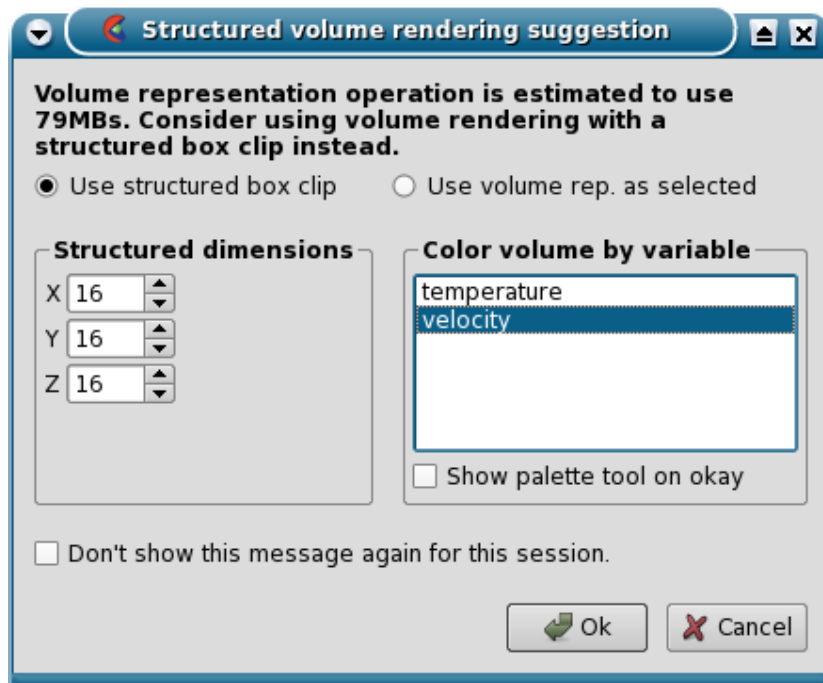 Structured volume rendering suggestion
Volume representation operation is estimated to use
79MBs. Consider using volume rendering with a
structured box clip instead.
Use structured box clip Use volume rep. as selected
Structured dimensions
X 16
Y 16
Z 16
Color volume by variable
temperature
velocity
Show palette tool on okay
Don't show this message again for this session.
Ok Cancel